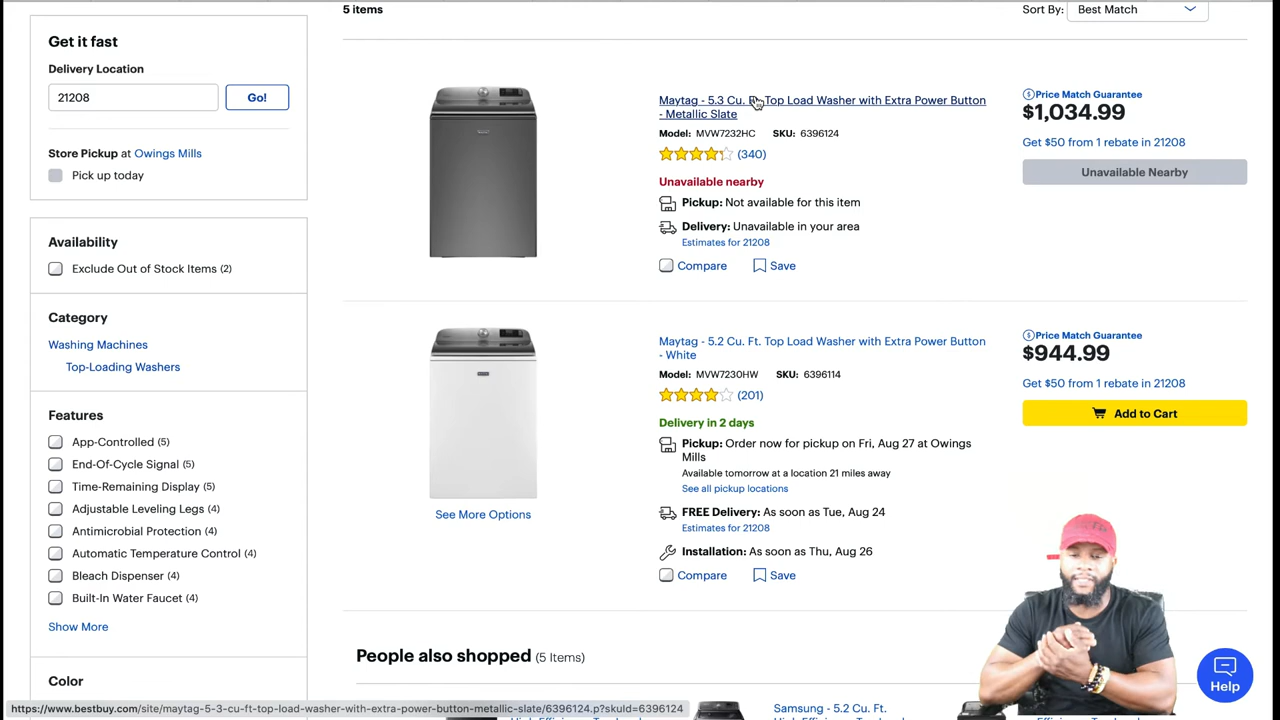 5 items
Sort By:
Best Match
Get it fast
Delivery Location
21208
Go!
Store Pickup at Owings Mills
Pick up today
Availability
Exclude Out of Stock Items (2)
Category
Washing Machines
Top-Loading Washers
Features
App-Controlled (5)
End-Of-Cycle Signal (5)
Time-Remaining Display (5)
Adjustable Leveling Legs (4)
Antimicrobial Protection (4)
Automatic Temperature Control (4)
Bleach Dispenser (4)
Built-In Water Faucet (4)
Show More
Color
Maytag - 5.3 Cu. Top Load Washer with Extra Power Button
- Metallic Slate
Model: MVW7232HC SKU: 6396124
(340)
Unavailable nearby
Pickup: Not available for this item
Delivery: Unavailable in your area
Estimates for 21208
Compare
Save
Price Match Guarantee
$1,034.99
Get $50 from 1 rebate in 21208
Unavailable Nearby
Maytag - 5.2 Cu. Ft. Top Load Washer with Extra Power Button
- White
Model: MVW7230HW SKU: 6396114
(201)
Delivery in 2 days
Pickup: Order now for pickup on Fri, Aug 27 at Owings
Mills
Available tomorrow at a location 21 miles away
See all pickup locations
FREE Delivery: As soon as Tue, Aug 24
Estimates for 21208
Installation: As soon as Thu, Aug 26
Compare
Save
See More Options
Price Match Guarantee
$944.99
Get $50 from 1 rebate in 21208
Add to Cart
People also shopped (5 Items)
Samsung - 5.2 Cu. Ft.
Help
https://www.bestbuy.com/site/maytag-5-3-cu-ft-top-load-washer-with-extra-power-button-metallic-slate/6396124.p?skuId=6396124